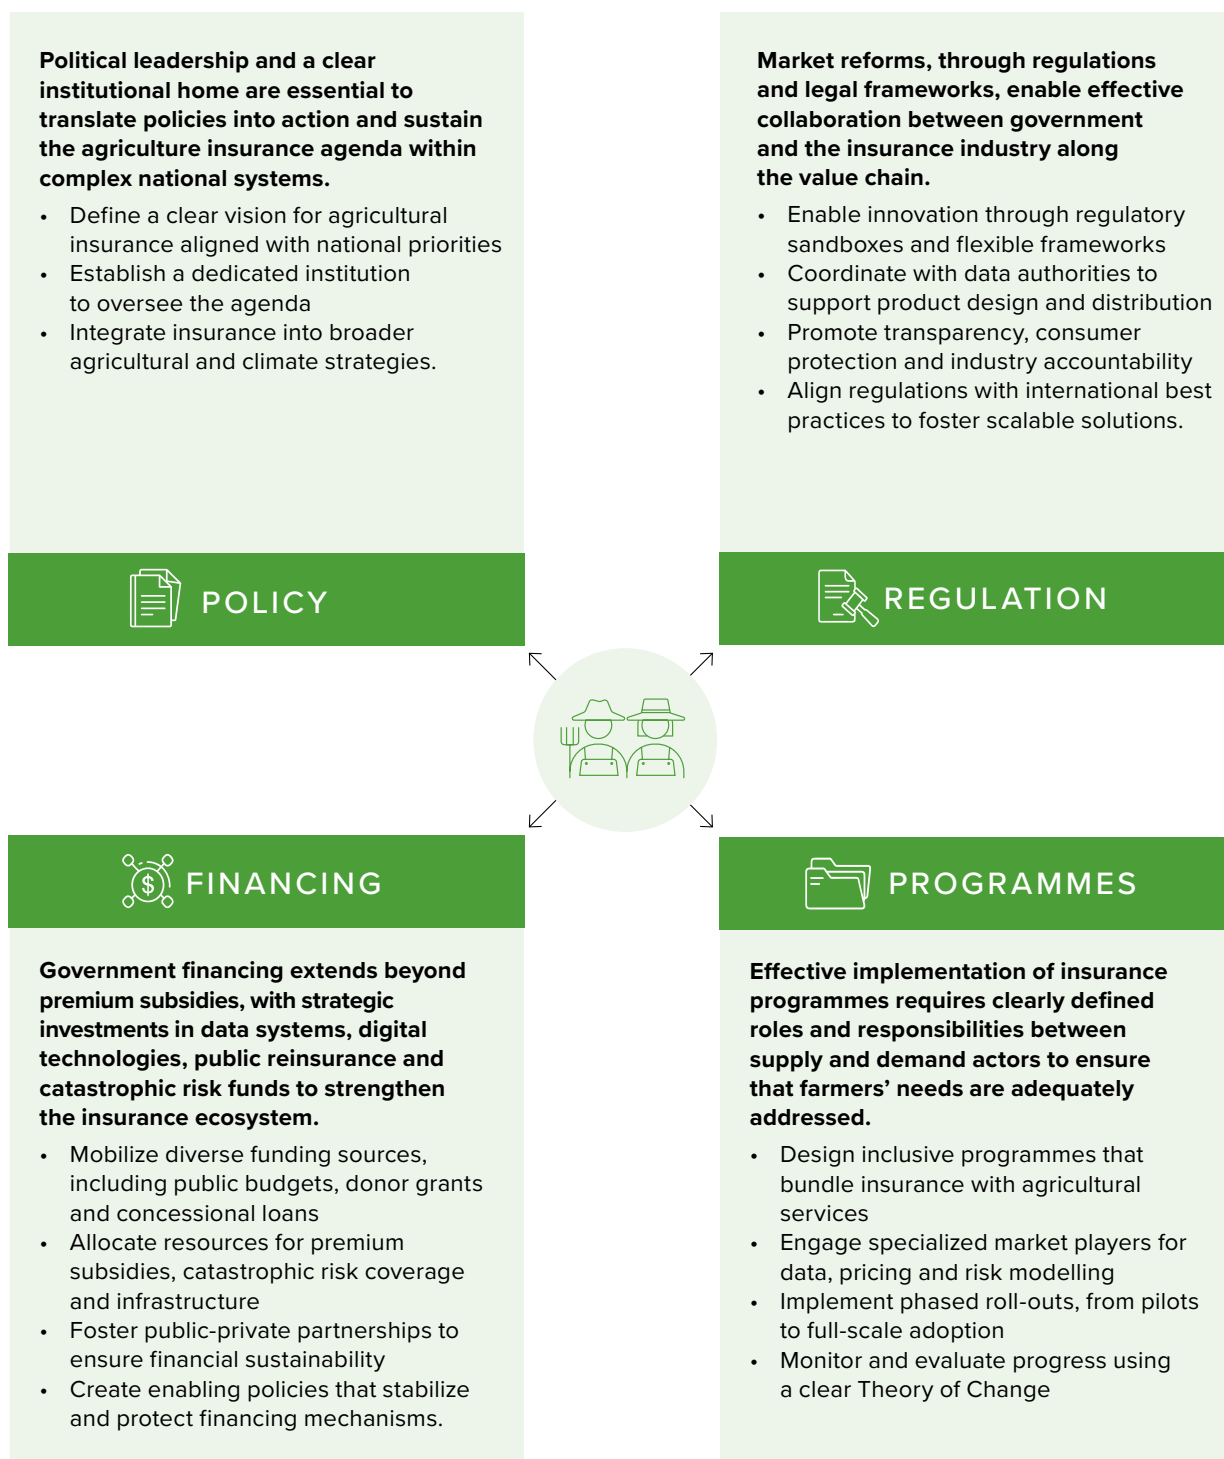 Political leadership and a clear
institutional home are essential to
translate policies into action and sustain
the agriculture insurance agenda within
complex national systems.
• Define a clear vision for agricultural
insurance aligned with national priorities
• Establish a dedicated institution
to oversee the agenda
• Integrate insurance into broader
agricultural and climate strategies.
POLICY
Market reforms, through regulations
and legal frameworks, enable effective
collaboration between government
and the insurance industry along
the value chain.
• Enable innovation through regulatory
sandboxes and flexible frameworks
• Coordinate with data authorities to
support product design and distribution
• Promote transparency, consumer
protection and industry accountability
• Align regulations with international best
practices to foster scalable solutions.
REGULATION
FINANCING
Government financing extends beyond
premium subsidies, with strategic
investments in data systems, digital
technologies, public reinsurance and
catastrophic risk funds to strengthen
the insurance ecosystem.
• Mobilize diverse funding sources,
including public budgets, donor grants
and concessional loans
• Allocate resources for premium
subsidies, catastrophic risk coverage
and infrastructure
• Foster public-private partnerships to
ensure financial sustainability
• Create enabling policies that stabilize
and protect financing mechanisms.
PROGRAMMES
Effective implementation of insurance
programmes requires clearly defined
roles and responsibilities between
supply and demand actors to ensure
that farmers’ needs are adequately
addressed.
• Design inclusive programmes that
bundle insurance with agricultural
services
• Engage specialized market players for
data, pricing and risk modelling
• Implement phased roll-outs, from pilots
to full-scale adoption
• Monitor and evaluate progress using
a clear Theory of Change